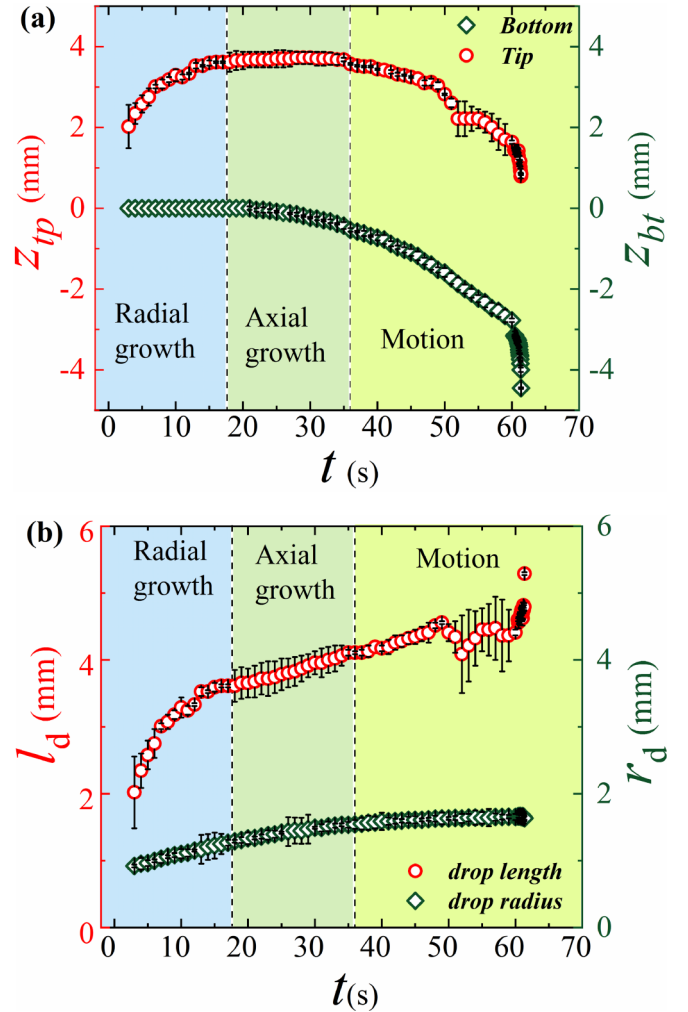 (a)
Bottom
Tip
4
2
0
-2
-4
z_tp (mm)
4
2
0
-2
-4
z_bt (mm)
Radial
growth
Axial
growth
Motion
0 10 20 30 40 50 60 70
t (s)
(b)
6
4
2
0
l_d (mm)
6
4
2
0
r_d (mm)
Radial
growth
Axial
growth
Motion
drop length
drop radius
0 10 20 30 40 50 60 70
t(s)